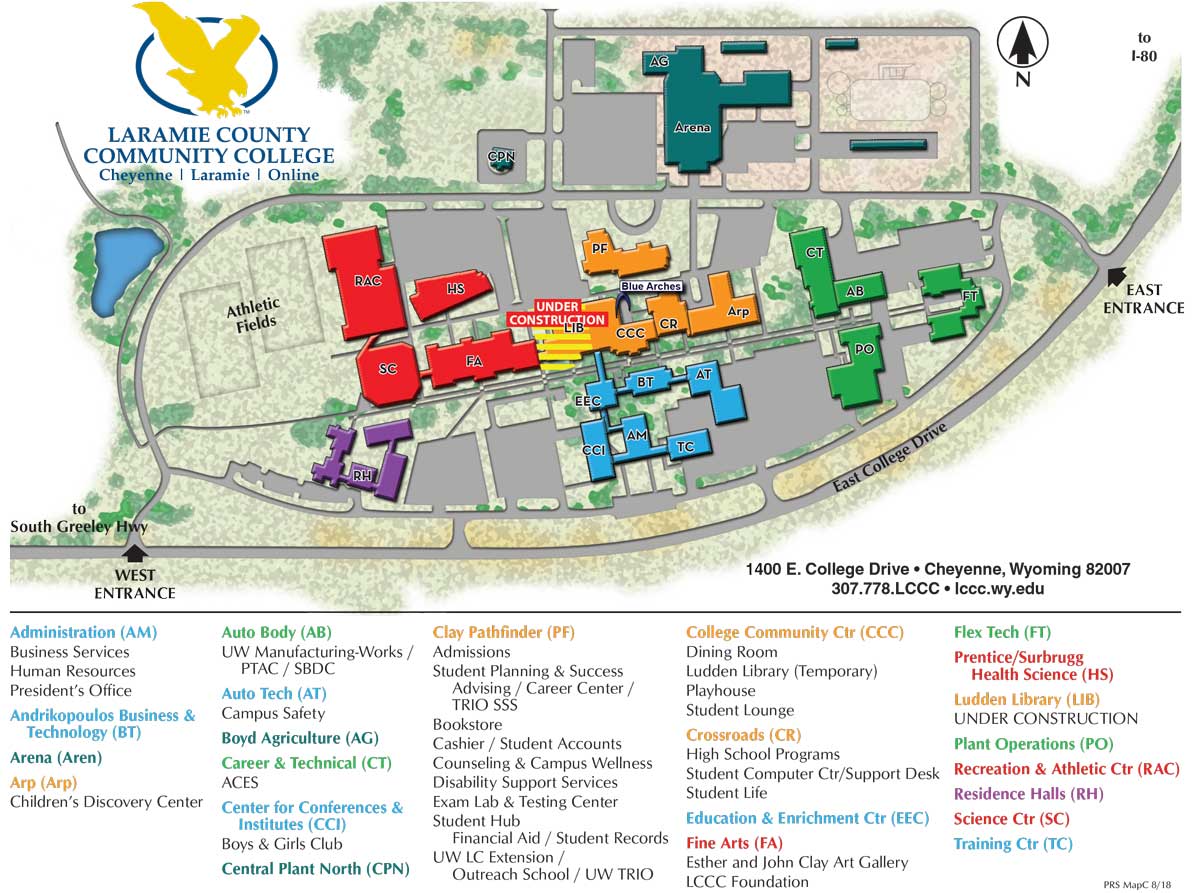 LARAMIE COUNTY
COMMUNITY COLLEGE
Cheyenne | Laramie | Online
™
N
to
I-80
AG
Arena
CPN
PF
CT
RAC
HS
Blue Arches
AB
FT
EAST
ENTRANCE
Athletic
Fields
UNDER
CONSTRUCTION
LIB
CCC
CR
Arp
PO
SC
FA
EEC
BT
AT
CCI
AM
TC
RH
East College Drive
to
South Greeley Hwy
WEST
ENTRANCE
1400 E. College Drive • Cheyenne, Wyoming 82007
307.778.LCCC • lccc.wy.edu
Administration (AM)
Business Services
Human Resources
President's Office
Andrikopoulos Business &
Technology (BT)
Arena (Aren)
Arp (Arp)
Children's Discovery Center
Auto Body (AB)
UW Manufacturing-Works /
PTAC / SBDC
Auto Tech (AT)
Campus Safety
Boyd Agriculture (AG)
Career & Technical (CT)
ACES
Center for Conferences &
Institutes (CCI)
Boys & Girls Club
Central Plant North (CPN)
Clay Pathfinder (PF)
Admissions
Student Planning & Success
Advising / Career Center /
TRIO SSS
Bookstore
Cashier / Student Accounts
Counseling & Campus Wellness
Disability Support Services
Exam Lab & Testing Center
Student Hub
Financial Aid / Student Records
UW LC Extension /
Outreach School / UW TRIO
College Community Ctr (CCC)
Dining Room
Ludden Library (Temporary)
Playhouse
Student Lounge
Crossroads (CR)
High School Programs
Student Computer Ctr/Support Desk
Student Life
Education & Enrichment Ctr (EEC)
Fine Arts (FA)
Esther and John Clay Art Gallery
LCCC Foundation
Flex Tech (FT)
Prentice/Surbrugg
Health Science (HS)
Ludden Library (LIB)
UNDER CONSTRUCTION
Plant Operations (PO)
Recreation & Athletic Ctr (RAC)
Residence Halls (RH)
Science Ctr (SC)
Training Ctr (TC)
PRS MapC 8/18